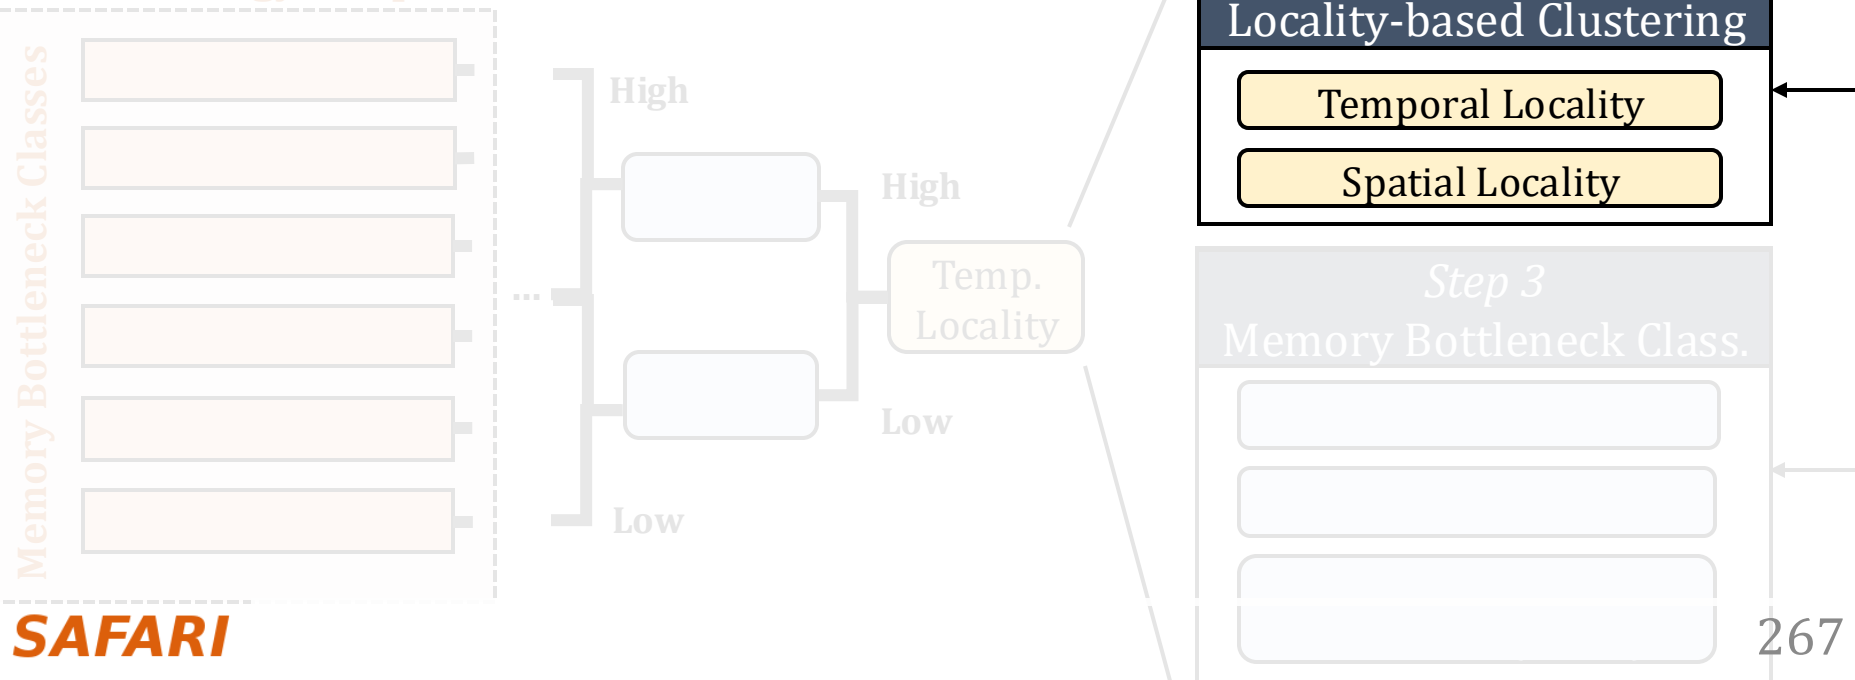 Memory Bottleneck Classes
High
...
Low
High
Low
Temp.
Locality
Locality-based Clustering
Temporal Locality
Spatial Locality
Step 3
Memory Bottleneck Class.
SAFARI
267